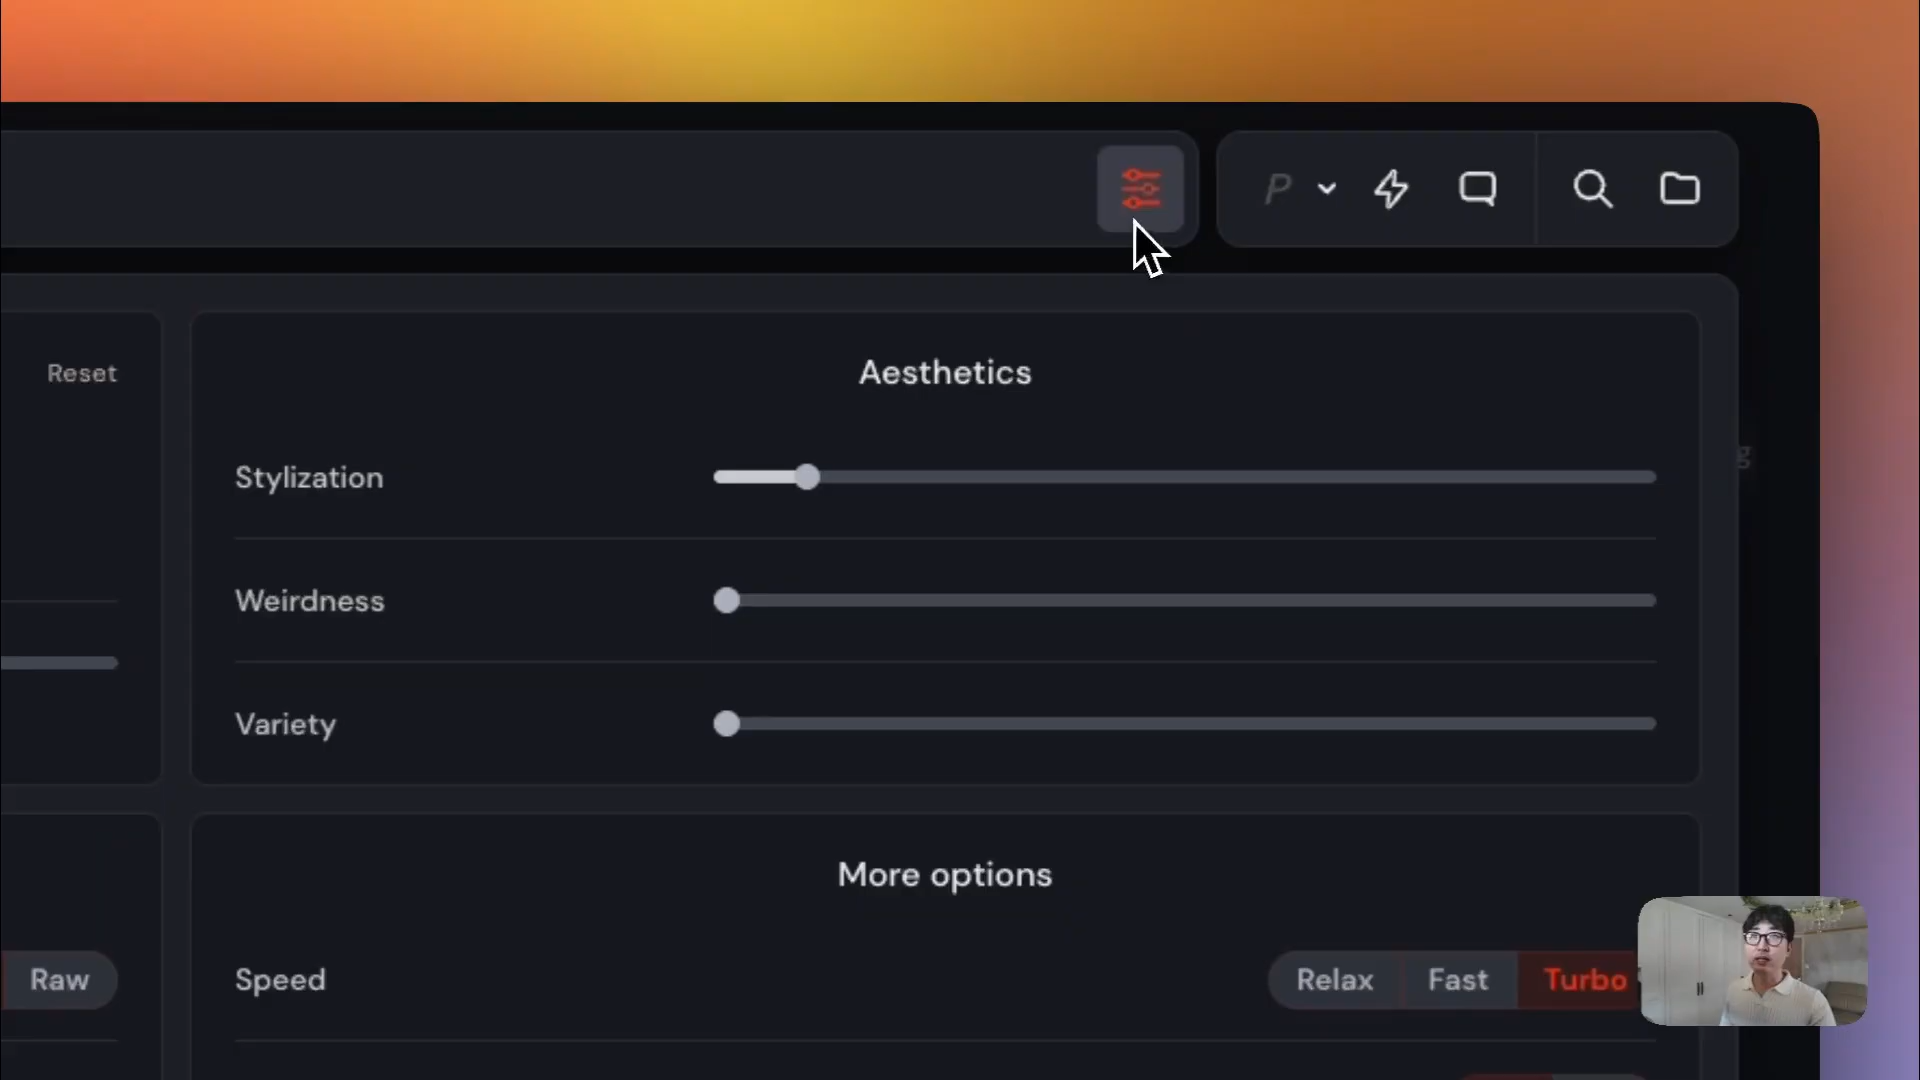 P
Reset
Aesthetics
Stylization
Weirdness
Variety
More options
Raw
Speed
Relax
Fast
Turbo
g